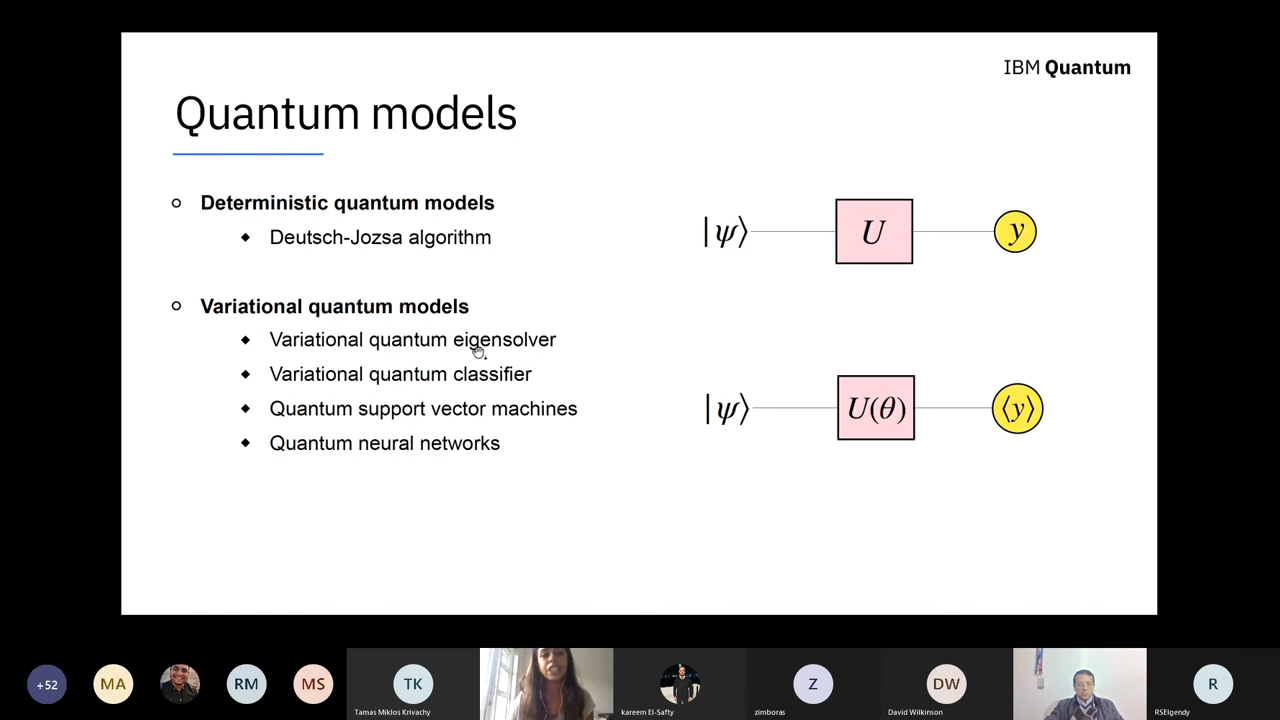 IBM Quantum
Quantum models
Deterministic quantum models
Deutsch-Jozsa algorithm
|ψ⟩ U y
Variational quantum models
Variational quantum eigensolver
Variational quantum classifier
Quantum support vector machines
Quantum neural networks
|ψ⟩ U(θ) ⟨y⟩
+52 MA RM MS TK Z DW R
Tamas Miklos Krivachy kareem El-Safty zimboras David Wilkinson RSElgendy